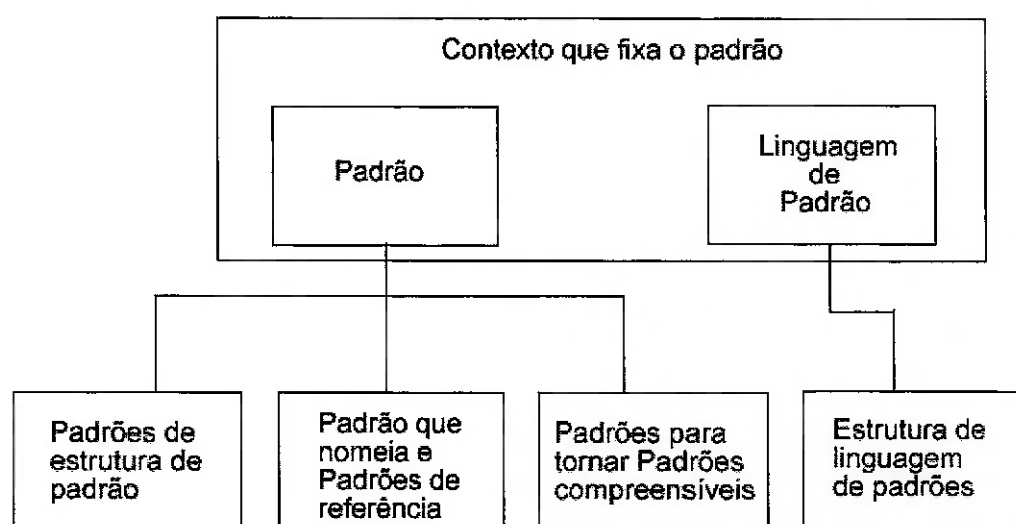 Contexto que fixa o padrão
Padrão
Linguagem
de
Padrão
Padrões de
estrutura de
padrão
Padrão que
nomeia e
Padrões de
referência
Padrões para
tornar Padrões
compreensíveis
Estrutura de
linguagem
de padrões